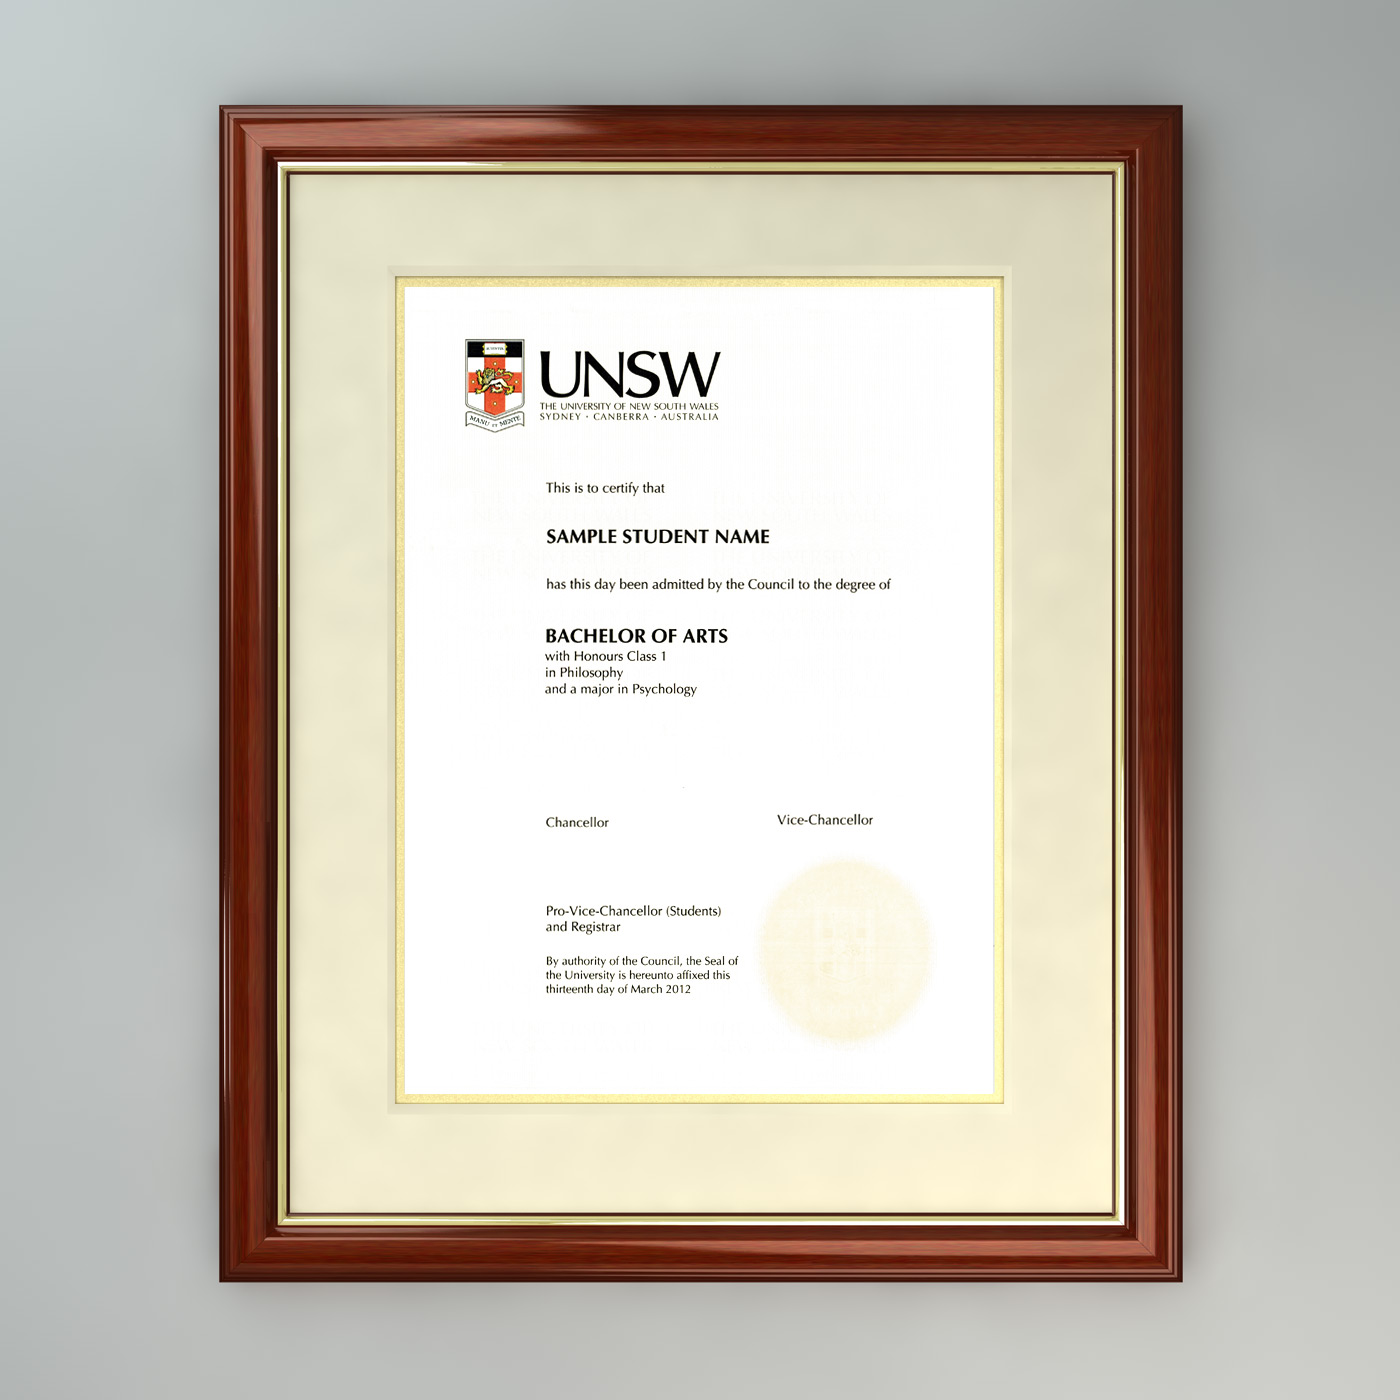 SCIENTIA
MANU ET MENTE
UNSW
THE UNIVERSITY OF NEW SOUTH WALES
SYDNEY · CANBERRA · AUSTRALIA
This is to certify that
SAMPLE STUDENT NAME
has this day been admitted by the Council to the degree of
BACHELOR OF ARTS
with Honours Class 1
in Philosophy
and a major in Psychology
Chancellor
Vice-Chancellor
Pro-Vice-Chancellor (Students)
and Registrar
By authority of the Council, the Seal of
the University is hereunto affixed this
thirteenth day of March 2012